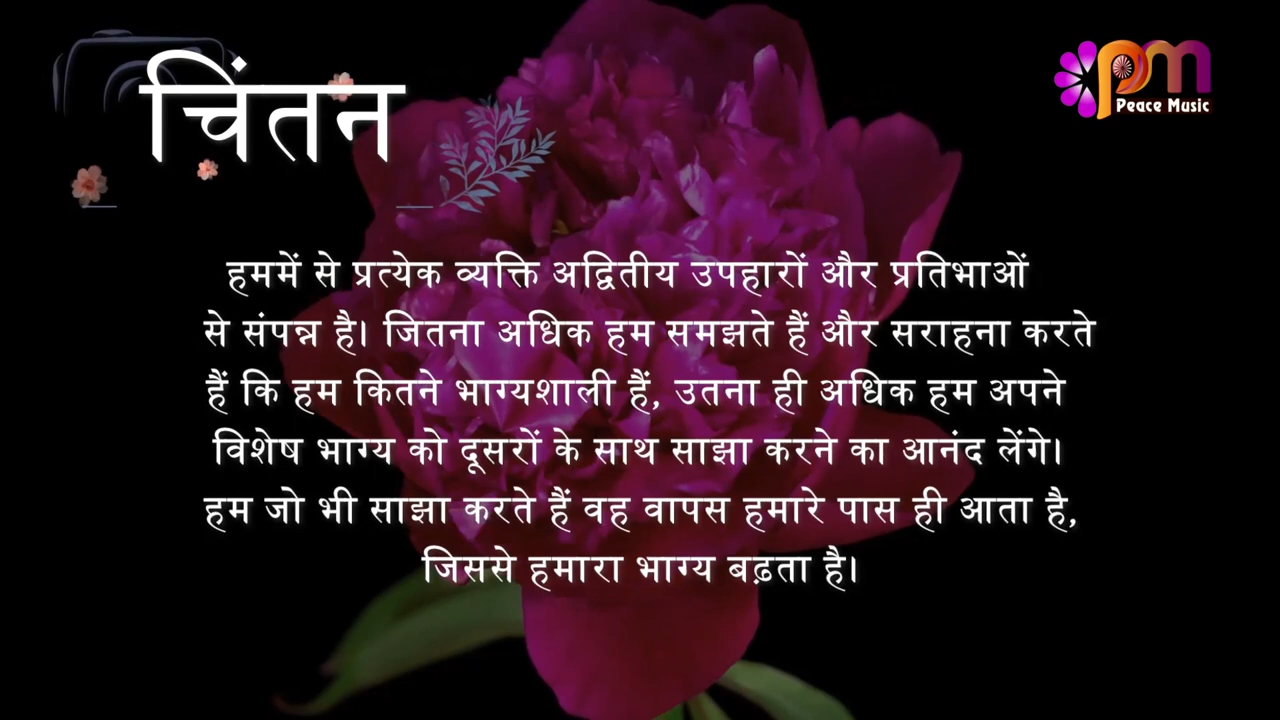 चिंतन
pm
Peace Music
हममें से प्रत्येक व्यक्ति अद्वितीय उपहारों और प्रतिभाओं
से संपन्न है। जितना अधिक हम समझते हैं और सराहना करते
हैं कि हम कितने भाग्यशाली हैं, उतना ही अधिक हम अपने
विशेष भाग्य को दूसरों के साथ साझा करने का आनंद लेंगे।
हम जो भी साझा करते हैं वह वापस हमारे पास ही आता है,
जिससे हमारा भाग्य बढ़ता है।